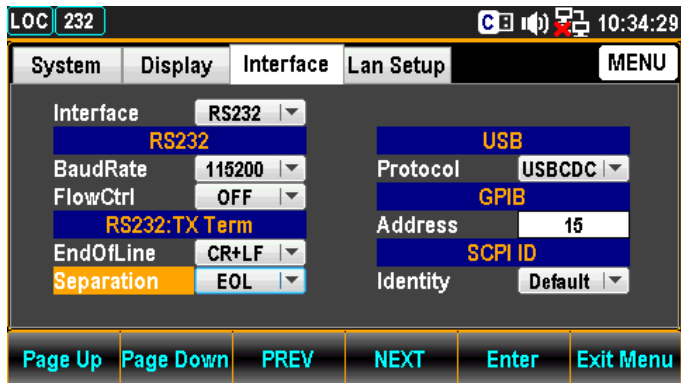 LOC 232 C 10:34:29
System Display Interface Lan Setup MENU
Interface RS232
RS232 USB
BaudRate 115200 Protocol USBCDC
FlowCtrl OFF GPIB
RS232:TX Term Address 15
EndOfLine CR+LF SCPI ID
Separation EOL Identity Default
Page Up Page Down PREV NEXT Enter Exit Menu